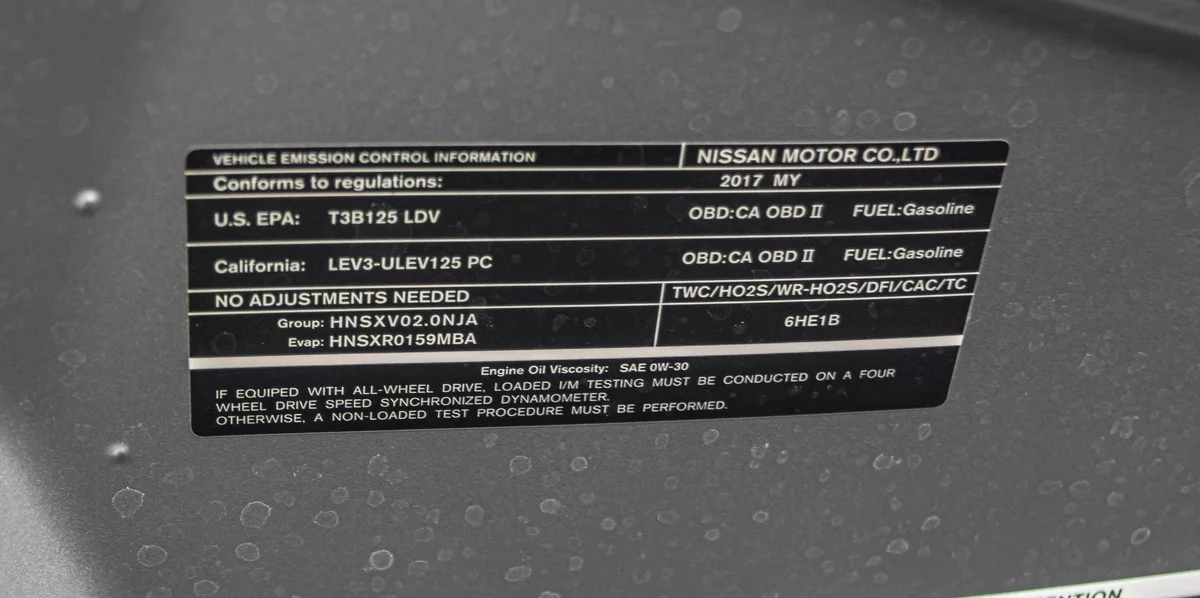 VEHICLE EMISSION CONTROL INFORMATION NISSAN MOTOR CO.,LTD
Conforms to regulations: 2017 MY
U.S. EPA: T3B125 LDV OBD:CA OBD II FUEL:Gasoline
California: LEV3-ULEV125 PC OBD:CA OBD II FUEL:Gasoline
NO ADJUSTMENTS NEEDED TWC/HO2S/WR-HO2S/DFI/CAC/TC
Group: HNSXV02.0NJA 6HE1B
Evap: HNSXR0159MBA
Engine Oil Viscosity: SAE 0W-30
IF EQUIPED WITH ALL-WHEEL DRIVE, LOADED I/M TESTING MUST BE CONDUCTED ON A FOUR
WHEEL DRIVE SPEED SYNCHRONIZED DYNAMOMETER.
OTHERWISE, A NON-LOADED TEST PROCEDURE MUST BE PERFORMED.